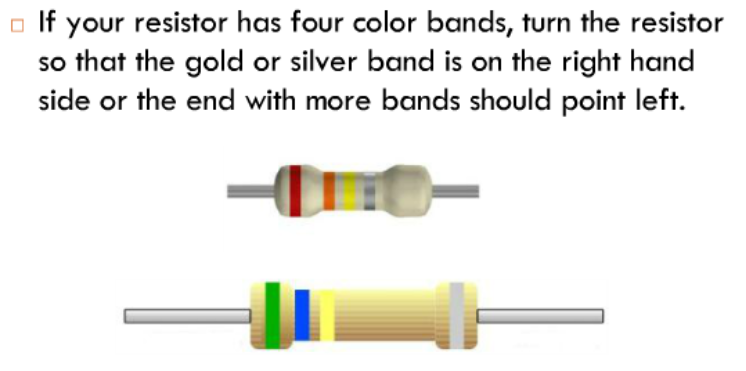 If your resistor has four color bands, turn the resistor
so that the gold or silver band is on the right hand
side or the end with more bands should point left.